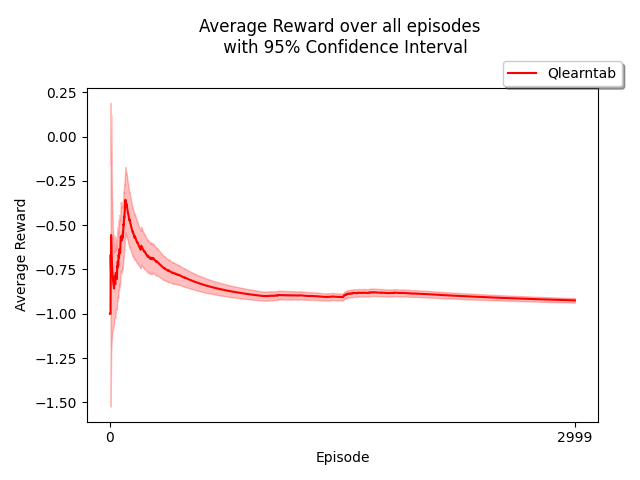 Average Reward over all episodes
with 95% Confidence Interval
Qlearntab
0.25
0.00
−0.25
−0.50
−0.75
−1.00
−1.25
−1.50
Average Reward
0
2999
Episode